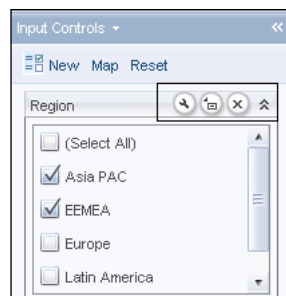 Input Controls
New Map Reset
Region
(Select All)
Asia PAC
EEMEA
Europe
Latin America